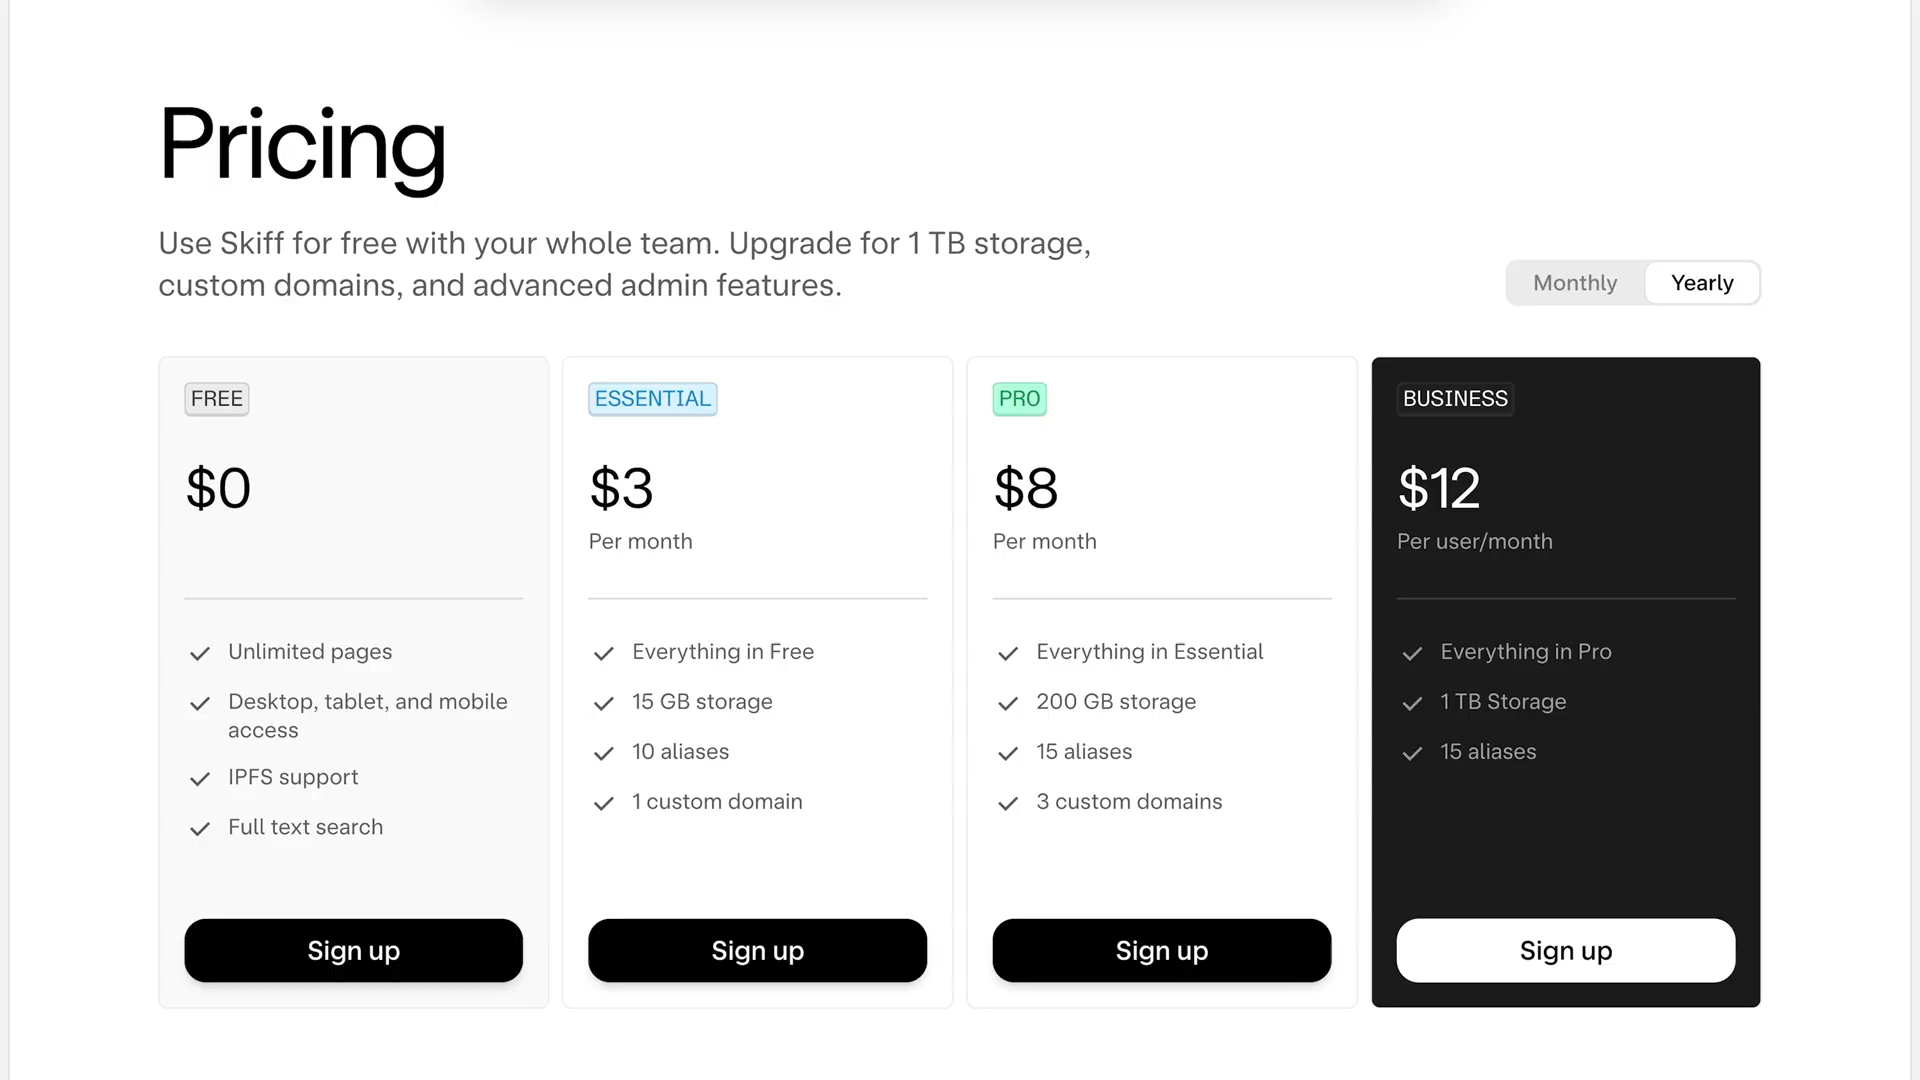 Pricing
Use Skiff for free with your whole team. Upgrade for 1 TB storage,
custom domains, and advanced admin features.
Monthly
Yearly
FREE
$0
Unlimited pages
Desktop, tablet, and mobile
access
IPFS support
Full text search
Sign up
ESSENTIAL
$3
Per month
Everything in Free
15 GB storage
10 aliases
1 custom domain
Sign up
PRO
$8
Per month
Everything in Essential
200 GB storage
15 aliases
3 custom domains
Sign up
BUSINESS
$12
Per user/month
Everything in Pro
1 TB Storage
15 aliases
Sign up